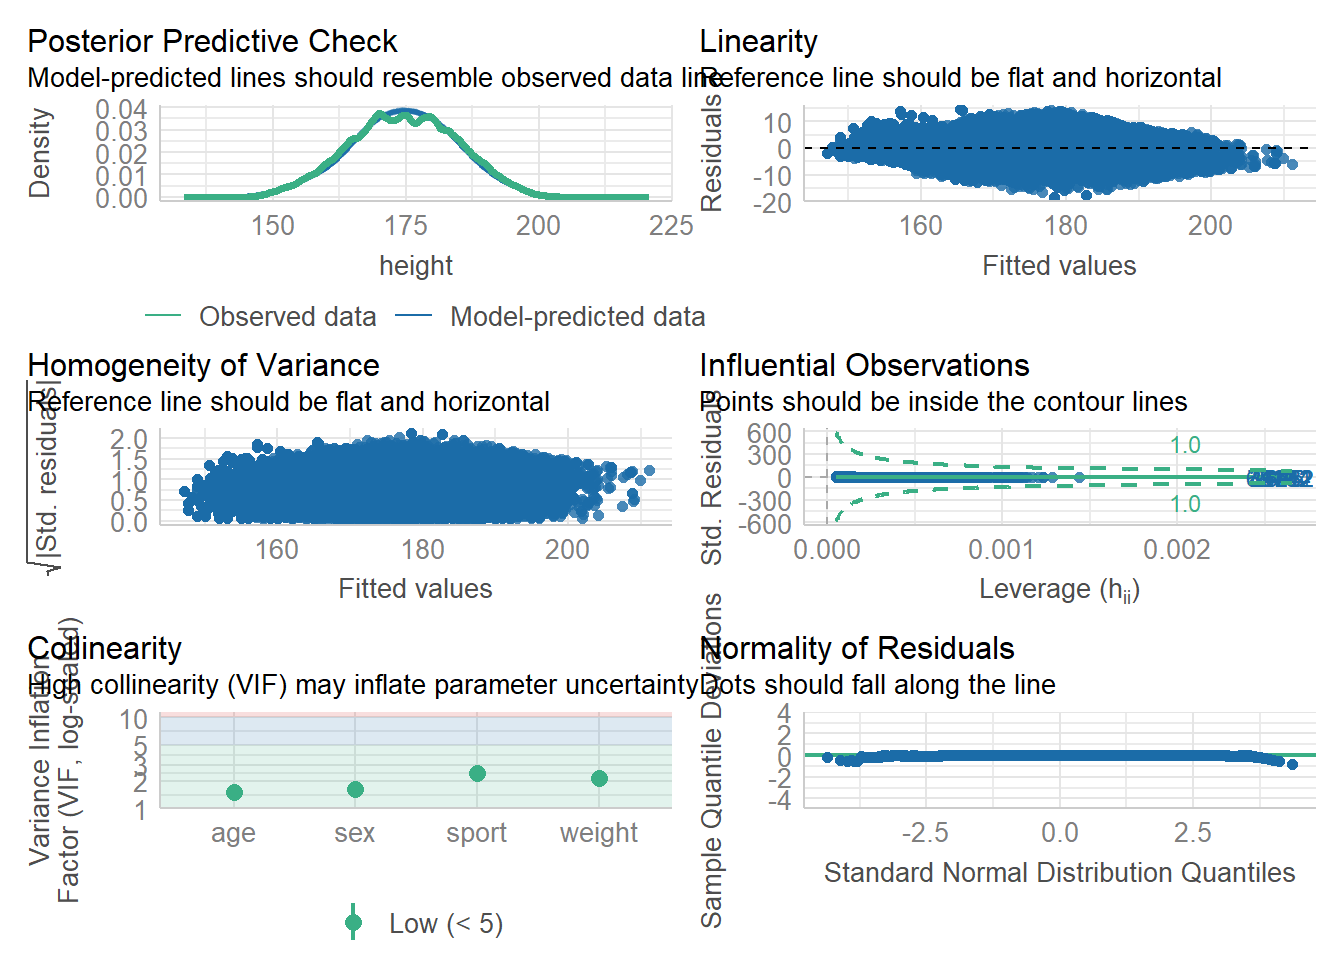 Posterior Predictive Check
Model-predicted lines should resemble observed data line
Density
0.04
0.03
0.02
0.01
0.00
150 175 200 225
height
Observed data Model-predicted data
Linearity
Reference line should be flat and horizontal
Residuals
10
0
-10
-20
160 180 200
Fitted values
Homogeneity of Variance
Reference line should be flat and horizontal
√|Std. residuals|
2.0
1.5
1.0
0.5
0.0
160 180 200
Fitted values
Influential Observations
Points should be inside the contour lines
Std. Residuals
600
300
0
-300
-600
1.0
1.0
0.000 0.001 0.002
Leverage (hii)
Collinearity
High collinearity (VIF) may inflate parameter uncertainty
Variance Inflation
Factor (VIF, log-scaled)
10
5
3
2
1
age sex sport weight
Low (< 5)
Normality of Residuals
Dots should fall along the line
Sample Quantile Deviations
4
2
0
-2
-4
-2.5 0.0 2.5
Standard Normal Distribution Quantiles